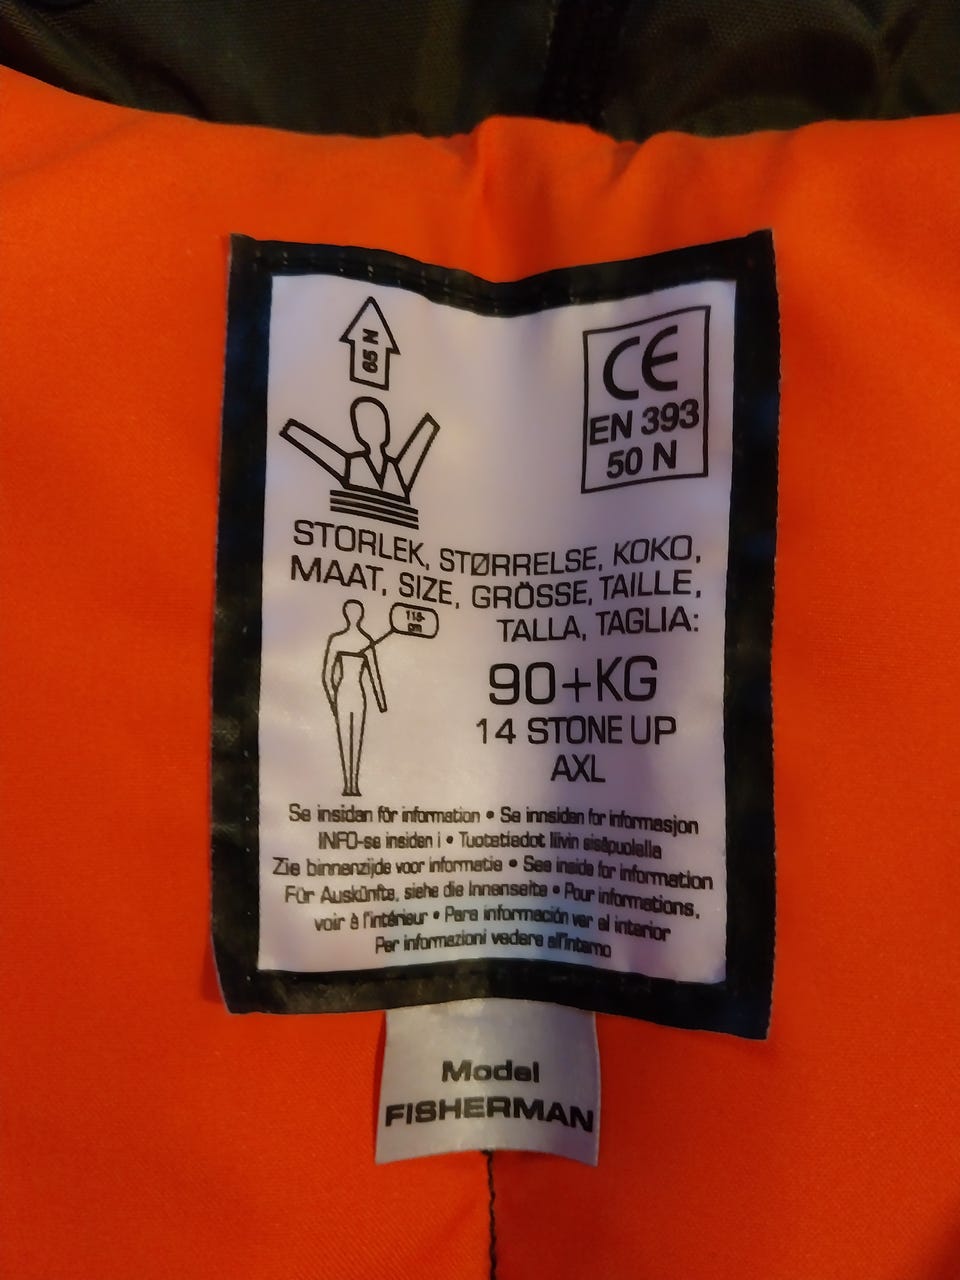 65 N
CE
EN 393
50 N
STORLEK, STØRRELSE, KOKO,
MAAT, SIZE, GRÖSSE, TAILLE,
TALLA, TAGLIA:
115-
cm
90+KG
14 STONE UP
AXL
Se insidan för information • Se innsiden for informasjon
INFO-se insiden i • Tuotetiedot liivin sisäpuolella
Zie binnenzijde voor informatie • See inside for information
Für Auskünfte, siehe die Innenseite • Pour informations,
voir à l'intérieur • Para información ver al interior
Per informazioni vedere all'interno
Model
FISHERMAN